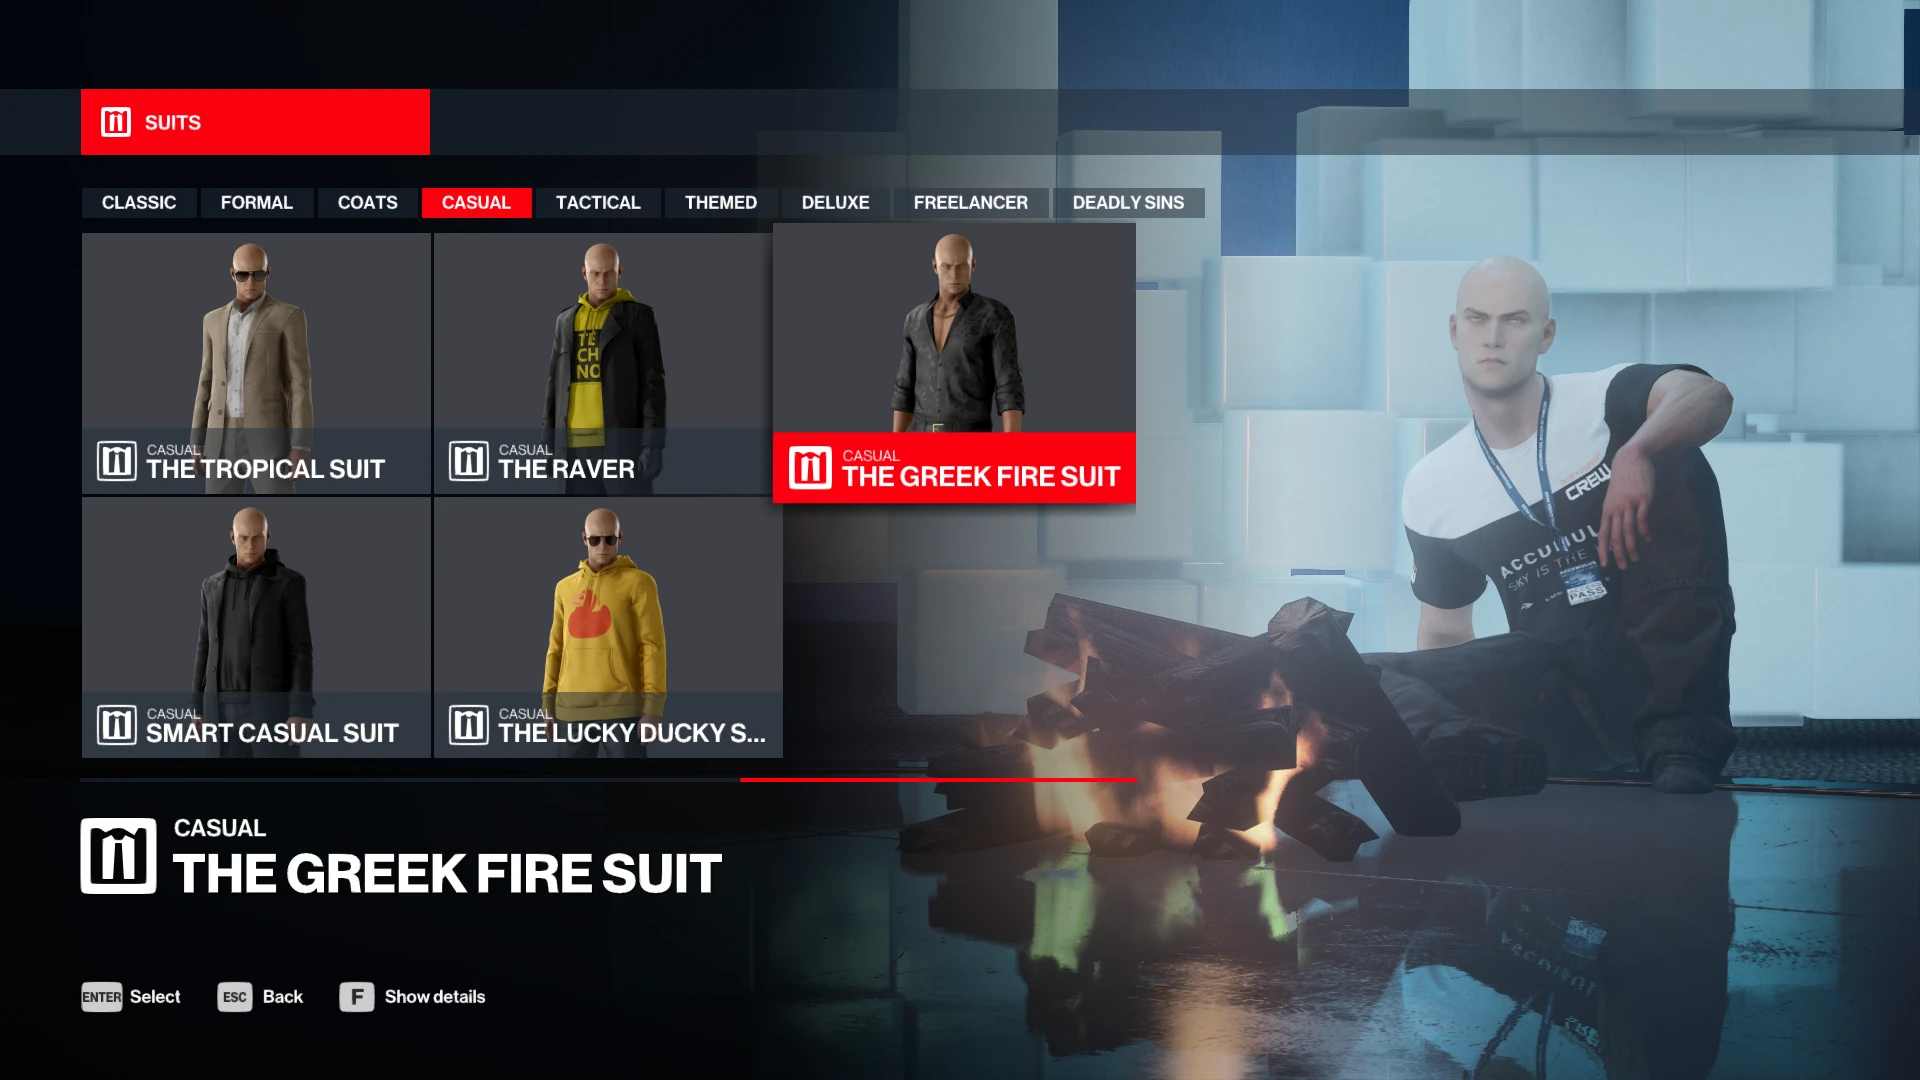 SUITS
CLASSIC FORMAL COATS CASUAL TACTICAL THEMED DELUXE FREELANCER DEADLY SINS
TE
CH
NO
CASUAL
THE TROPICAL SUIT
CASUAL
THE RAVER
CASUAL
THE GREEK FIRE SUIT
CASUAL
SMART CASUAL SUIT
CASUAL
THE LUCKY DUCKY S...
CREW
SKY IS THE
PASS
CASUAL
THE GREEK FIRE SUIT
ENTER Select ESC Back F Show details